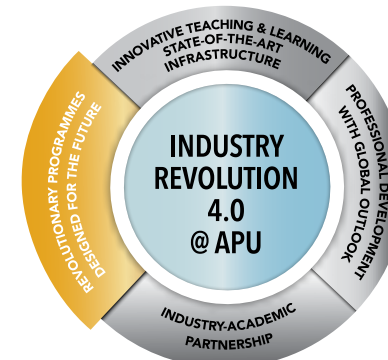 INNOVATIVE TEACHING & LEARNING
STATE-OF-THE-ART
INFRASTRUCTURE
PROFESSIONAL DEVELOPMENT
WITH GLOBAL OUTLOOK
INDUSTRY
REVOLUTION
4.0
@ APU
REVOLUTIONARY PROGRAMMES
DESIGNED FOR THE FUTURE
INDUSTRY-ACADEMIC
PARTNERSHIP